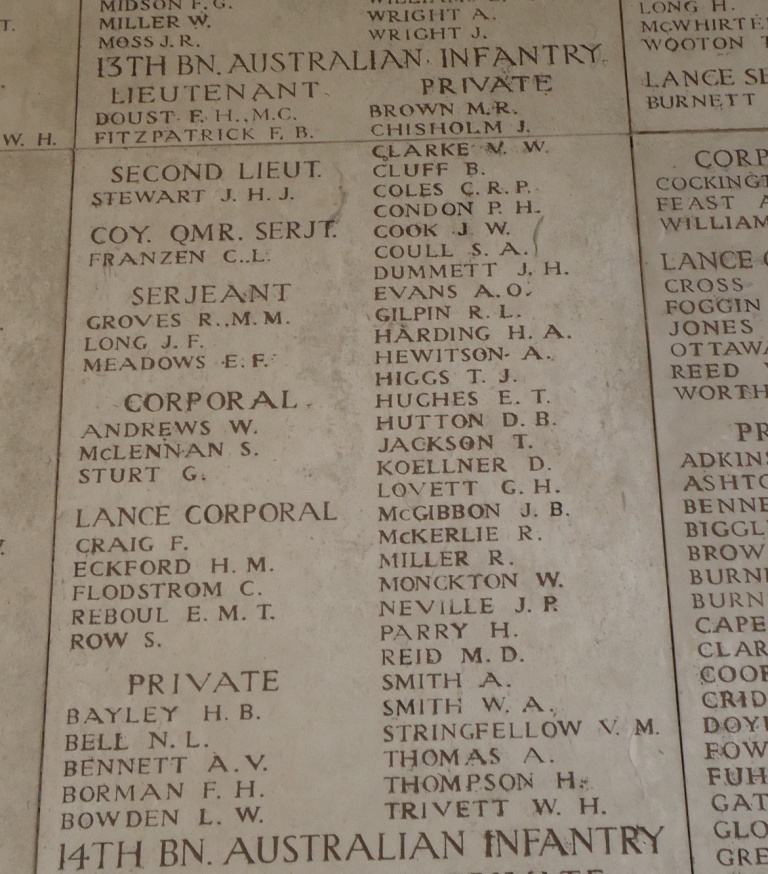 T.
W. H.
MIDSON F. G.
MILLER W.
MOSS J. R.
WRIGHT A.
WRIGHT J.
13TH BN. AUSTRALIAN INFANTRY
LIEUTENANT
DOUST E. H., M.C.
FITZPATRICK F. B.
SECOND LIEUT.
STEWART J. H. J.
COY. QMR. SERJT.
FRANZEN C. L.
SERJEANT
GROVES R., M.M.
LONG J. F.
MEADOWS E. F.
CORPORAL
ANDREWS W.
McLENNAN S.
STURT G.
LANCE CORPORAL
CRAIG F.
ECKFORD H. M.
FLODSTROM C.
REBOUL E. M. T.
ROW S.
PRIVATE
BAYLEY H. B.
BELL N. L.
BENNETT A. V.
BORMAN F. H.
BOWDEN L. W.
PRIVATE
BROWN M. R.
CHISHOLM J.
CLARKE V. W.
CLUFF B.
COLES C. R. P.
CONDON P. H.
COOK J. W.
COULL S. A.
DUMMETT J. H.
EVANS A. O.
GILPIN R. L.
HARDING H. A.
HEWITSON A.
HIGGS T. J.
HUGHES E. T.
HUTTON D. B.
JACKSON T.
KOELLNER D.
LOVETT G. H.
McGIBBON J. B.
McKERLIE R.
MILLER R.
MONCKTON W.
NEVILLE J. P.
PARRY H.
REID M. D.
SMITH A.
SMITH W. A.
STRINGFELLOW V. M.
THOMAS A.
THOMPSON H.
TRIVETT W. H.
14TH BN. AUSTRALIAN INFANTRY
LONG H.
McWHIRTE
WOOTON T
LANCE SE
BURNETT
CORP
COCKINGT
FEAST A
WILLIAM
LANCE C
CROSS
FOGGIN
JONES
OTTAWA
REED
WORTH
PR
ADKINS
ASHTO
BENNE
BIGGL
BROW
BURN
BURN
CAPE
CLAR
COOP
CRID
DOY
FOW
FUH
GAT
GLO
GRE